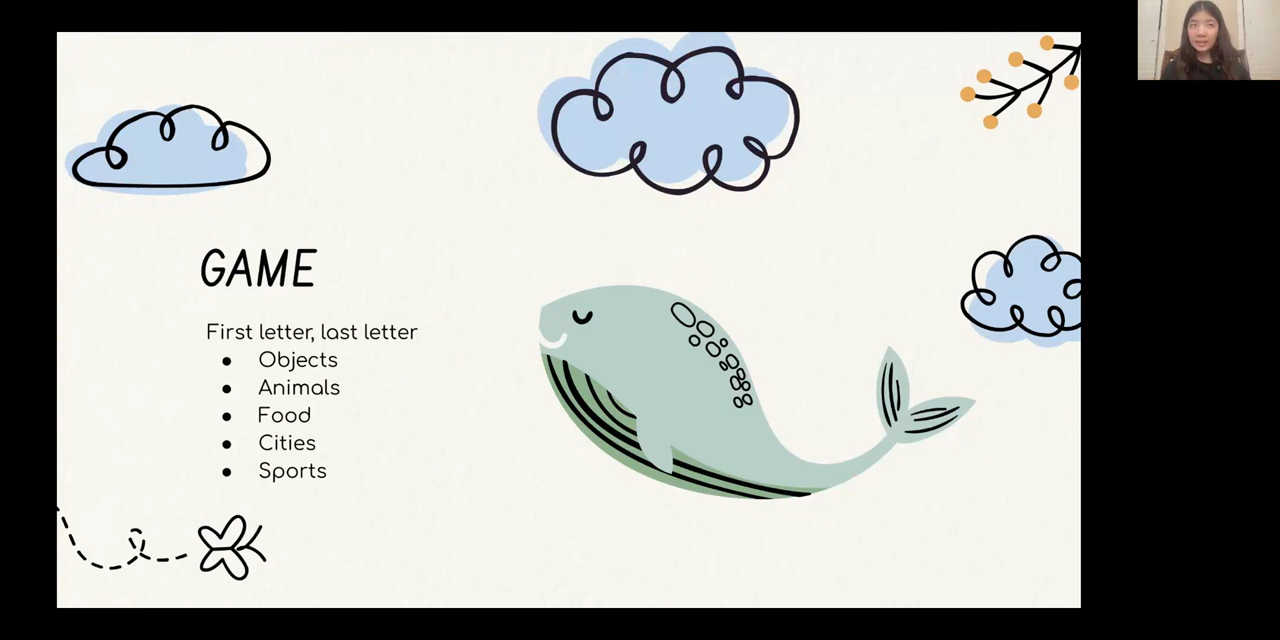 GAME
First letter, last letter
● Objects
● Animals
● Food
● Cities
● Sports